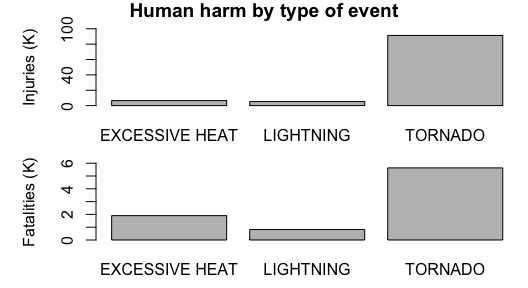 Human harm by type of event
Injuries (K)
100
40
0
EXCESSIVE HEAT LIGHTNING TORNADO
Fatalities (K)
6
4
2
0
EXCESSIVE HEAT LIGHTNING TORNADO